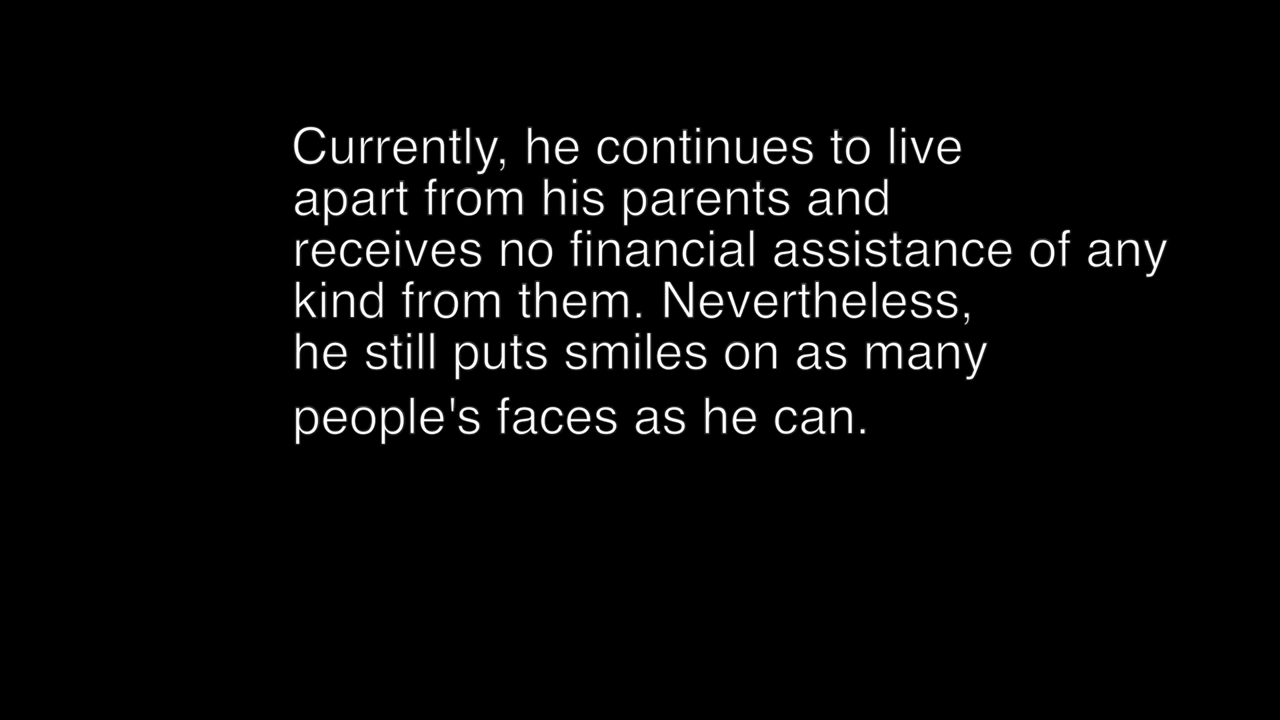 Currently, he continues to live
apart from his parents and
receives no financial assistance of any
kind from them. Nevertheless,
he still puts smiles on as many
people's faces as he can.